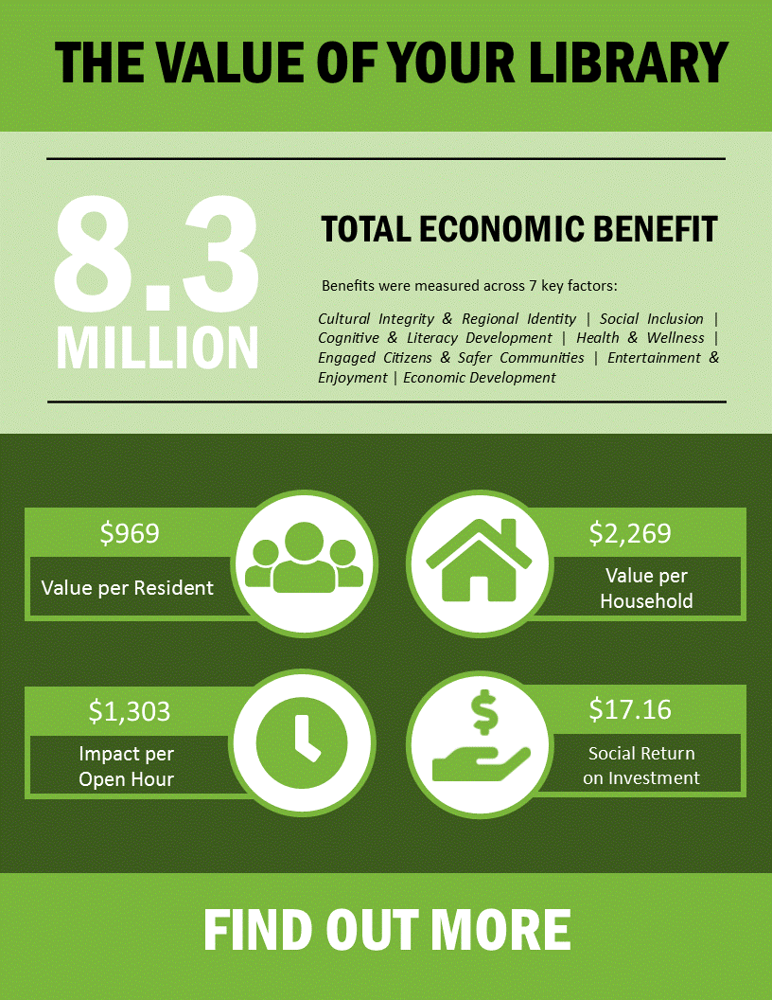 THE VALUE OF YOUR LIBRARY
8.3
MILLION
TOTAL ECONOMIC BENEFIT
Benefits were measured across 7 key factors:
Cultural Integrity & Regional Identity | Social Inclusion |
Cognitive & Literacy Development | Health & Wellness |
Engaged Citizens & Safer Communities | Entertainment &
Enjoyment | Economic Development
$969
Value per Resident
$2,269
Value per
Household
$1,303
Impact per
Open Hour
$
$17.16
Social Return
on Investment
FIND OUT MORE